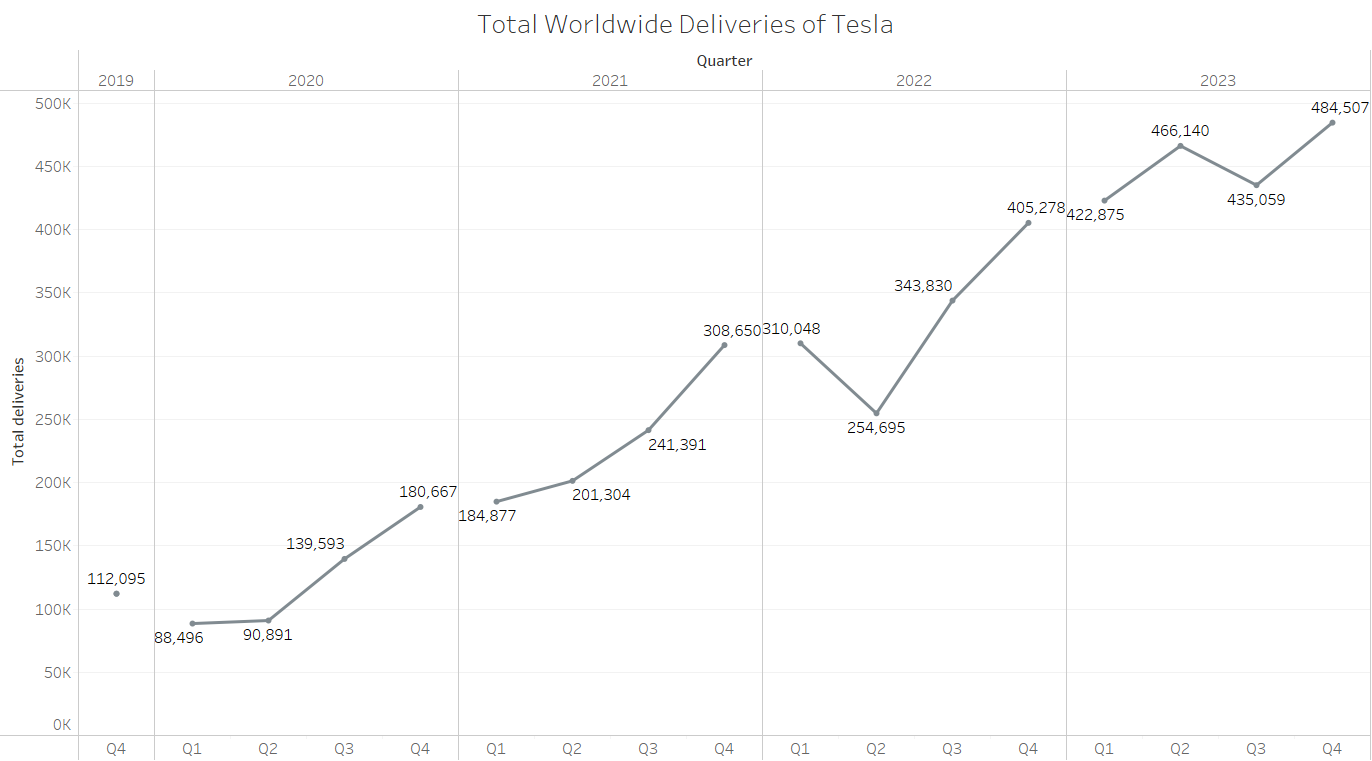 Total Worldwide Deliveries of Tesla
Quarter
2019 2020 2021 2022 2023
Total deliveries
500K
450K
400K
350K
300K
250K
200K
150K
100K
50K
0K
112,095
88,496
90,891
139,593
180,667
184,877
201,304
241,391
308,650
310,048
254,695
343,830
405,278
422,875
466,140
435,059
484,507
Q4 Q1 Q2 Q3 Q4 Q1 Q2 Q3 Q4 Q1 Q2 Q3 Q4 Q1 Q2 Q3 Q4